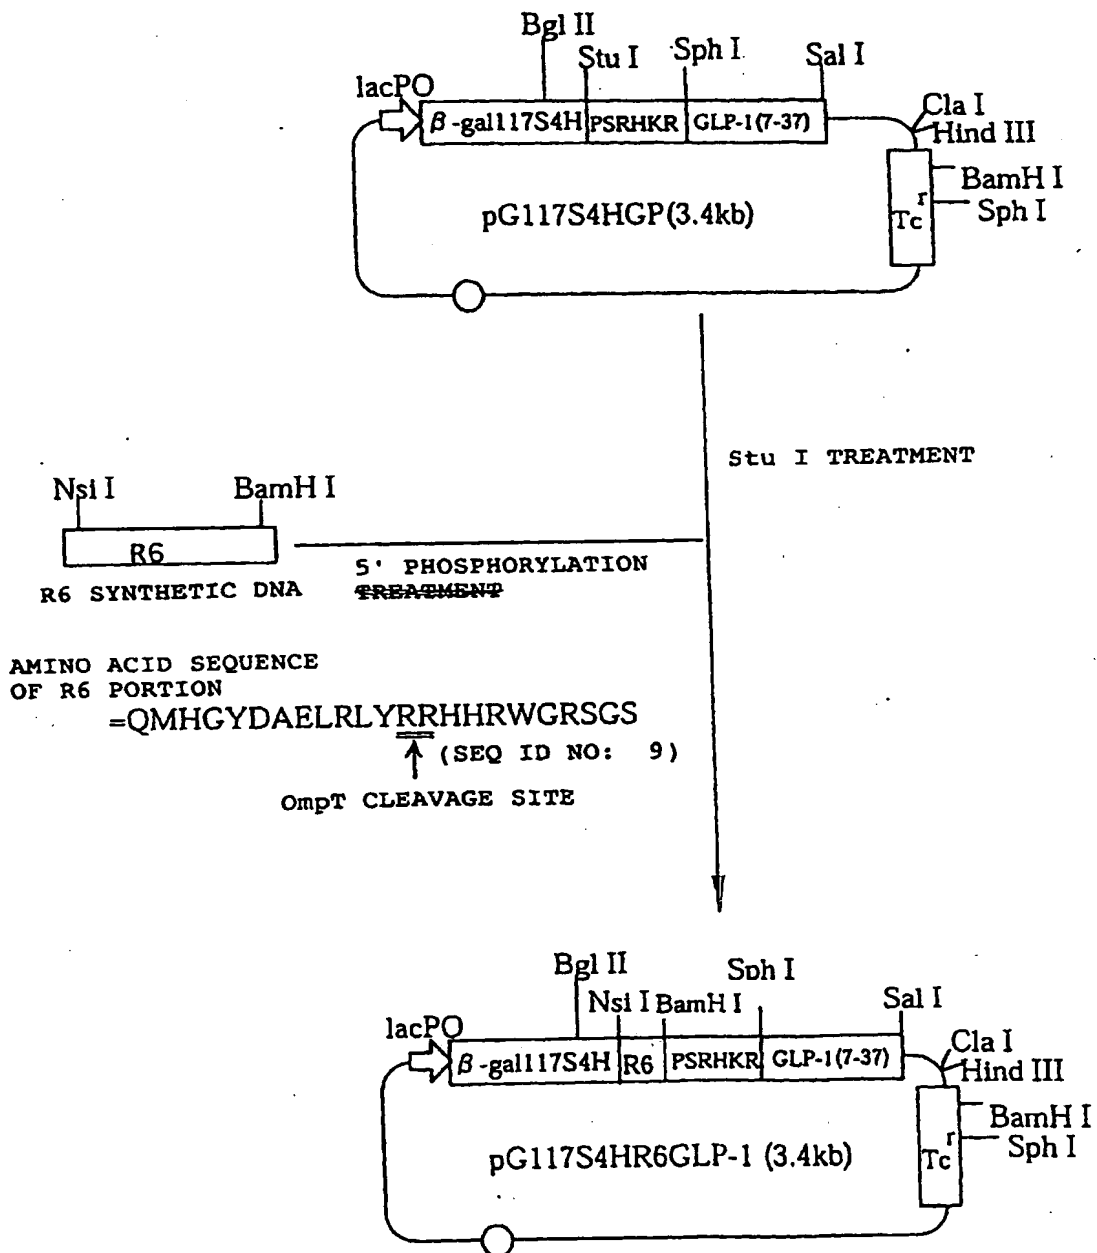 Bgl II
Stu I
Sph I
Sal I
lacPO
β-gal117S4H PSRHKR GLP-1(7-37)
Cla I
Hind III
BamH I
Sph I
Tc r
pG117S4HGP(3.4kb)
Stu I TREATMENT
Nsi I
BamH I
R6
R6 SYNTHETIC DNA
5' PHOSPHORYLATION
TREATMENT
AMINO ACID SEQUENCE
OF R6 PORTION
=QMHGYDAELRLYRRHHRWGRSGS
(SEQ ID NO: 9)
OmpT CLEAVAGE SITE
Bgl II
Nsi I
BamH I
Sph I
Sal I
lacPO
β-gal117S4H R6 PSRHKR GLP-1(7-37)
Cla I
Hind III
BamH I
Sph I
Tc r
pG117S4HR6GLP-1 (3.4kb)